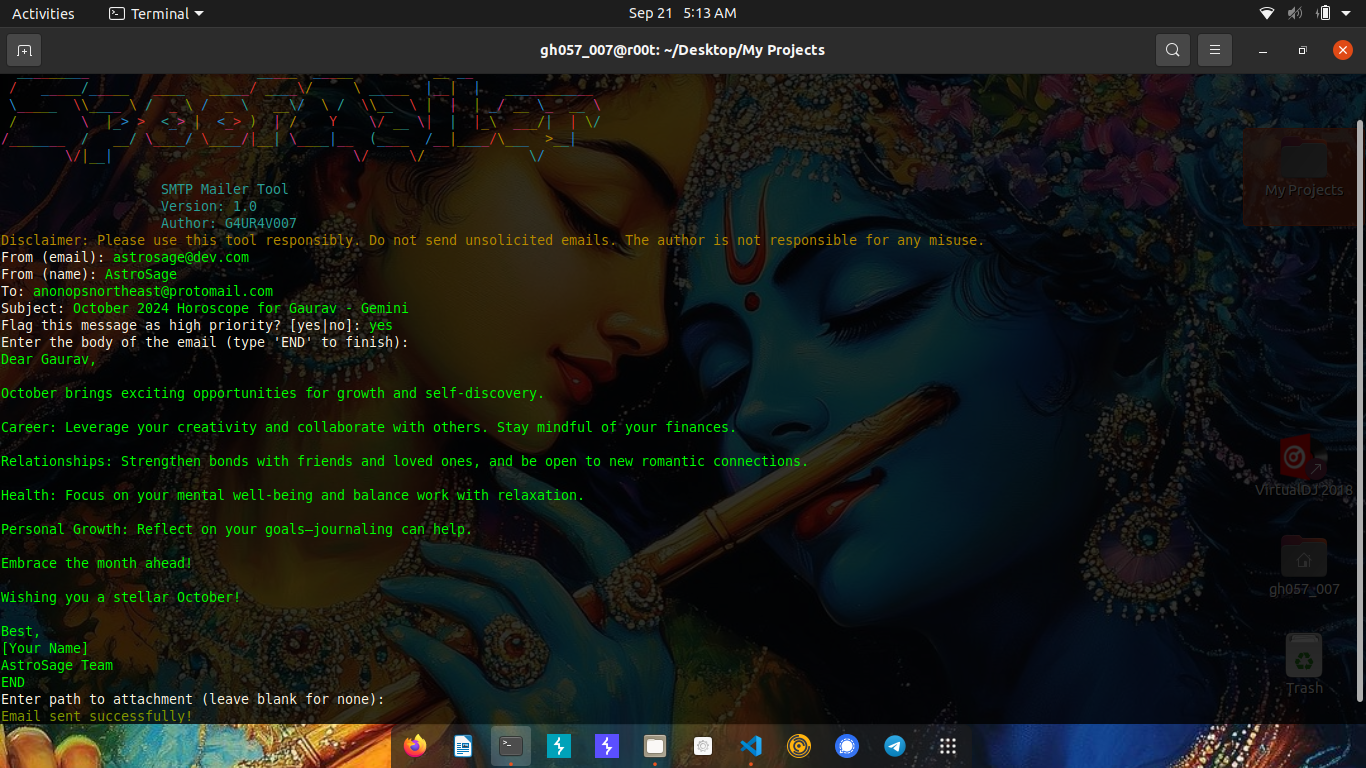 Activities
Terminal
Sep 21 5:13 AM
gh057_007@r00t: ~/Desktop/My Projects
SMTP Mailer Tool
Version: 1.0
Author: G4UR4V007
Disclaimer: Please use this tool responsibly. Do not send unsolicited emails. The author is not responsible for any misuse.
From (email): astrosage@dev.com
From (name): AstroSage
To: anonopsnortheast@protomail.com
Subject: October 2024 Horoscope for Gaurav - Gemini
Flag this message as high priority? [yes|no]: yes
Enter the body of the email (type 'END' to finish):
Dear Gaurav,
October brings exciting opportunities for growth and self-discovery.
Career: Leverage your creativity and collaborate with others. Stay mindful of your finances.
Relationships: Strengthen bonds with friends and loved ones, and be open to new romantic connections.
Health: Focus on your mental well-being and balance work with relaxation.
Personal Growth: Reflect on your goals—journaling can help.
Embrace the month ahead!
Wishing you a stellar October!
Best,
[Your Name]
AstroSage Team
END
Enter path to attachment (leave blank for none):
Email sent successfully!
My Projects
VirtualDJ 2018
gh057_007
Trash